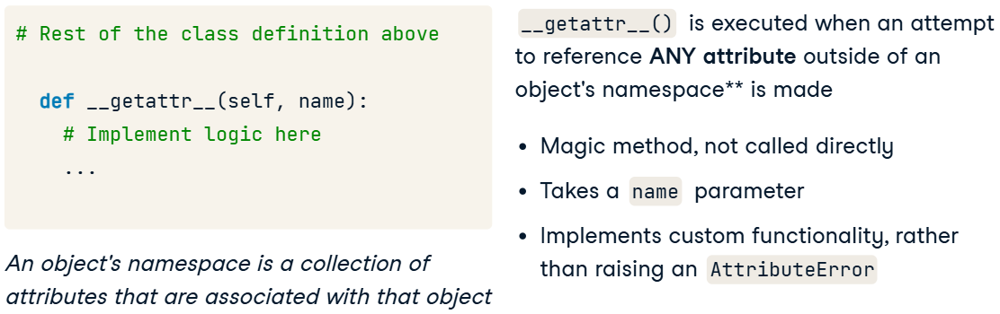 # Rest of the class definition above
def __getattr__(self, name):
# Implement logic here
...
An object's namespace is a collection of
attributes that are associated with that object
__getattr__() is executed when an attempt
to reference ANY attribute outside of an
object's namespace** is made
• Magic method, not called directly
• Takes a name parameter
• Implements custom functionality, rather
than raising an AttributeError